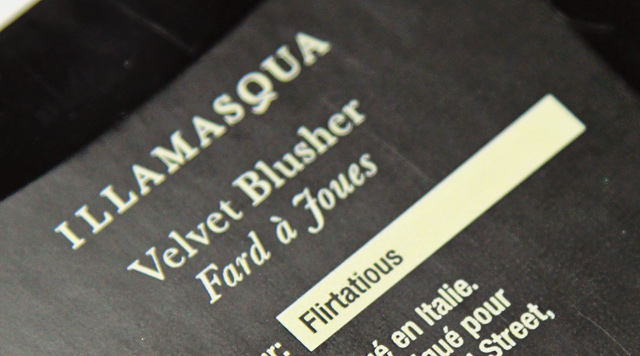 ILLAMASQUA
Velvet Blusher
Fard à Joues
Flirtatious
en Italie.
pour
Street,